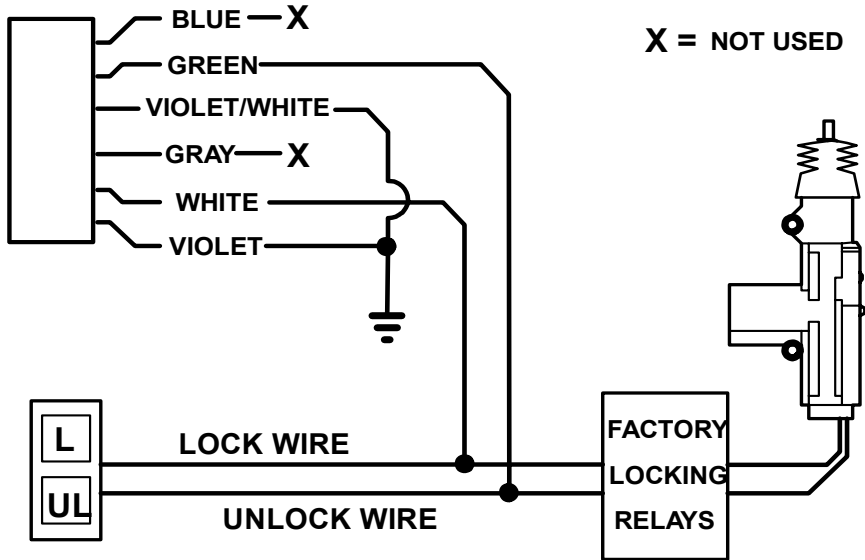 BLUE X
X = NOT USED
GREEN
VIOLET/WHITE
GRAY X
WHITE
VIOLET
L
LOCK WIRE
UL
UNLOCK WIRE
FACTORY
LOCKING
RELAYS